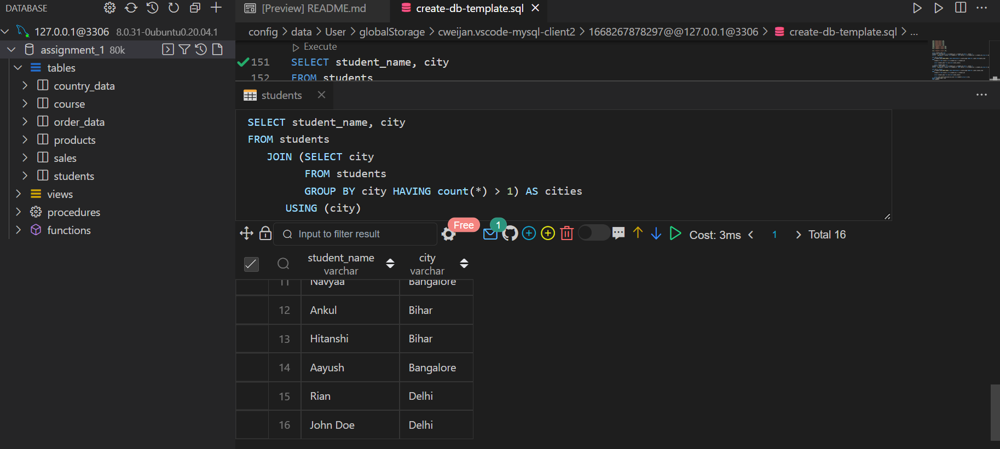 DATABASE
127.0.0.1@3306 8.0.31-0ubuntu0.20.04.1
assignment_1 80k
tables
country_data
course
order_data
products
sales
students
views
procedures
functions
[Preview] README.md
create-db-template.sql
config > data > User > globalStorage > cweijan.vscode-mysql-client2 > 1668267878297@@127.0.0.1@3306 > create-db-template.sql > ...
Execute
151 SELECT student_name, city
152 FROM students
students
SELECT student_name, city
FROM students
JOIN (SELECT city
FROM students
GROUP BY city HAVING count(*) > 1) AS cities
USING (city)
Input to filter result
Free
1
Cost: 3ms < 1 > Total 16
student_name city
varchar varchar
11 Navyaa Bangalore
12 Ankul Bihar
13 Hitanshi Bihar
14 Aayush Bangalore
15 Rian Delhi
16 John Doe Delhi